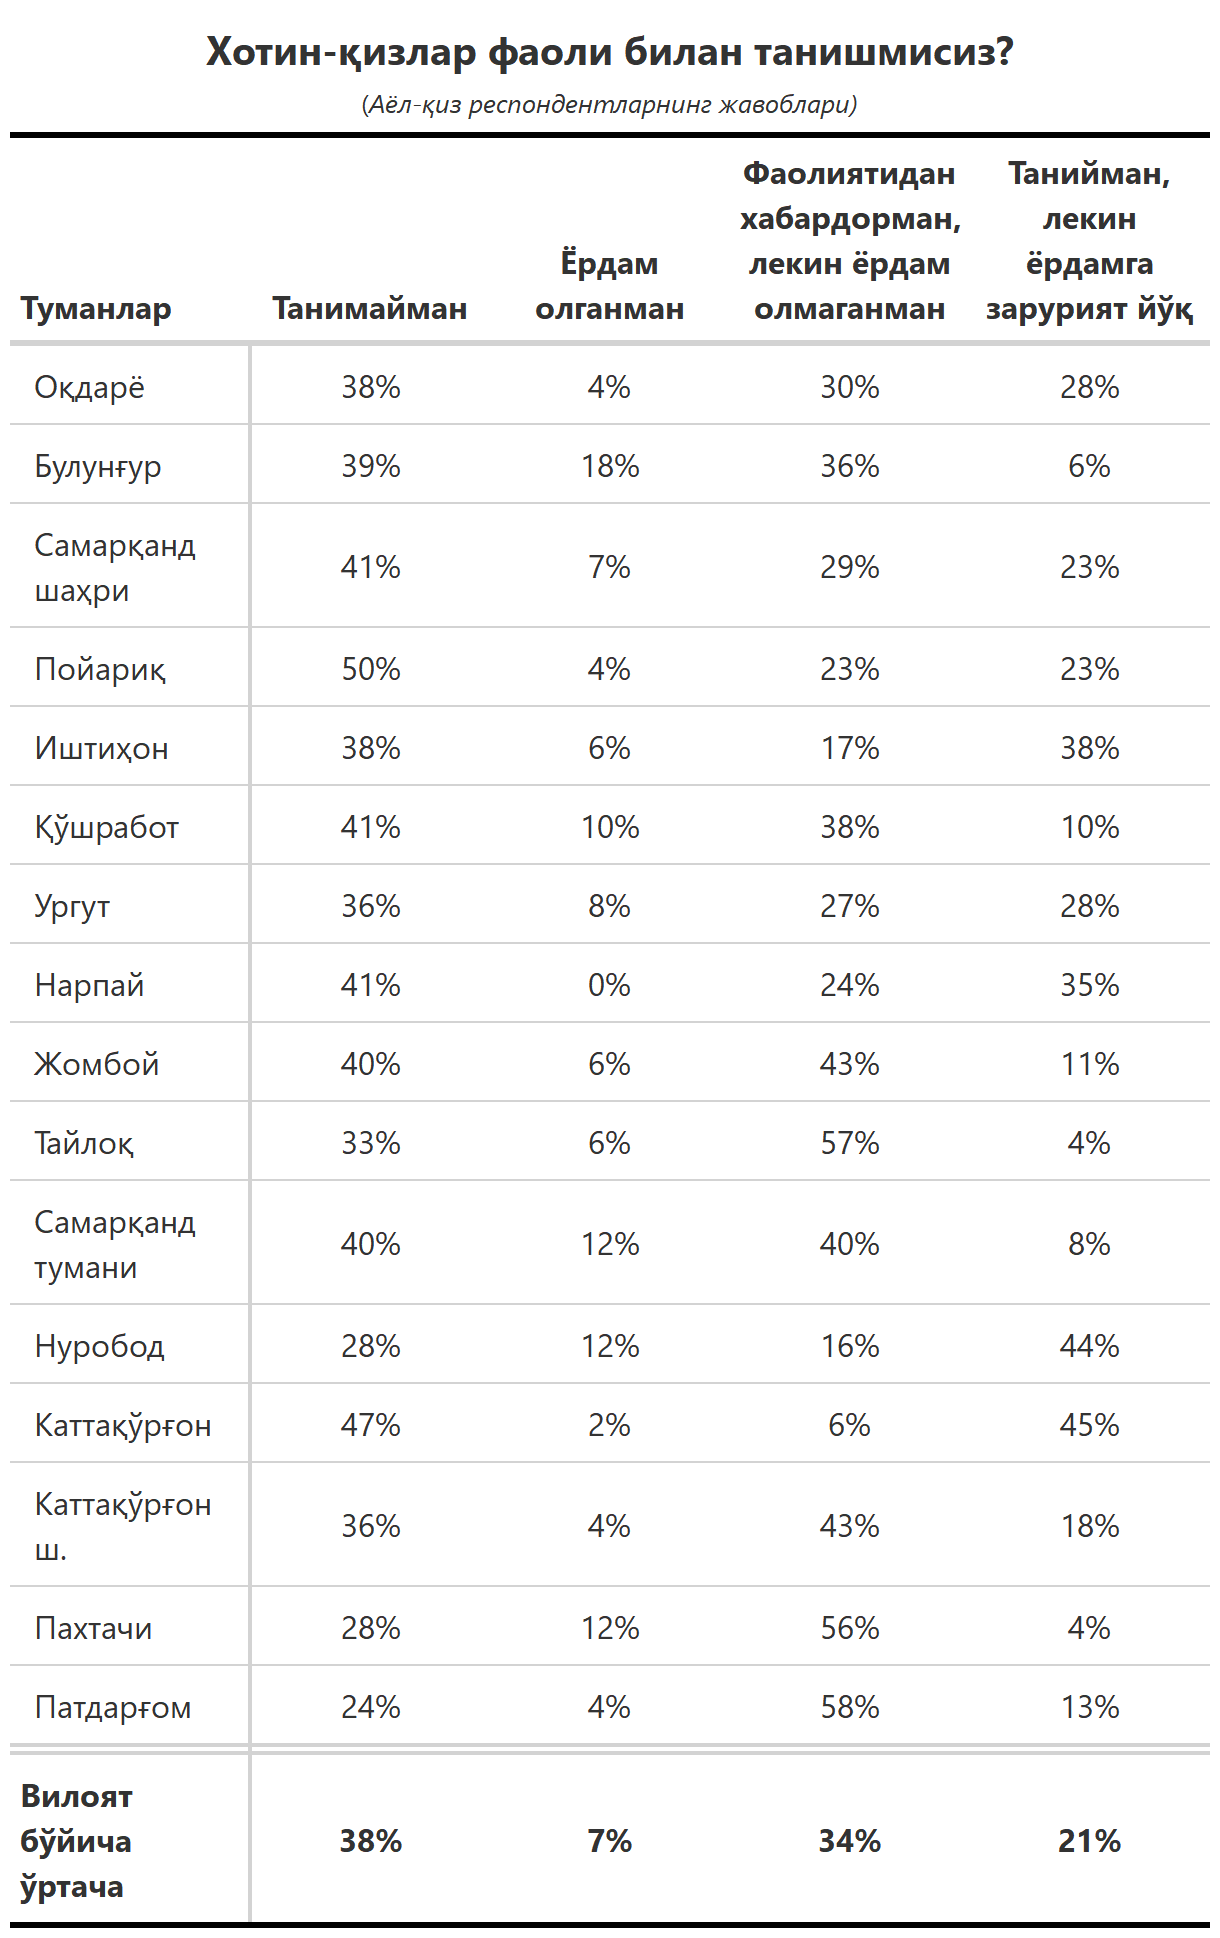 Хотин-қизлар фаоли билан танишмисиз?
(Аёл-қиз респондентларнинг жавоблари)
Туманлар Танимайман Ёрдам олганман Фаолиятидан хабардорман, лекин ёрдам олмаганман Танийман, лекин ёрдамга зарурият йўқ
Оқдарё 38% 4% 30% 28%
Булунғур 39% 18% 36% 6%
Самарқанд шаҳри 41% 7% 29% 23%
Пойариқ 50% 4% 23% 23%
Иштиҳон 38% 6% 17% 38%
Қўшработ 41% 10% 38% 10%
Ургут 36% 8% 27% 28%
Нарпай 41% 0% 24% 35%
Жомбой 40% 6% 43% 11%
Тайлоқ 33% 6% 57% 4%
Самарқанд тумани 40% 12% 40% 8%
Нуробод 28% 12% 16% 44%
Каттақўрғон 47% 2% 6% 45%
Каттақўрғон ш. 36% 4% 43% 18%
Пахтачи 28% 12% 56% 4%
Патдарғом 24% 4% 58% 13%
Вилоят бўйича ўртача 38% 7% 34% 21%